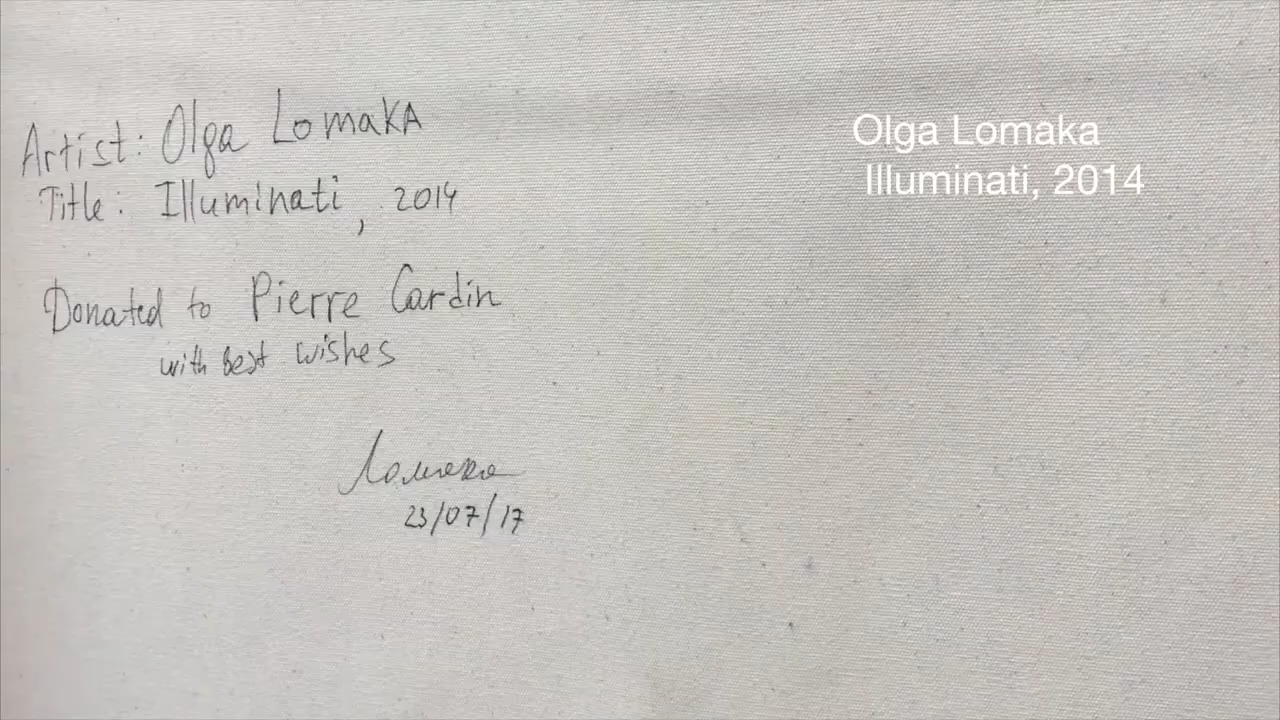 Artist: Olga Lomaka
Title: Illuminati, 2014
Donated to Pierre Cardin
with best wishes
Ломака
23/07/17
Olga Lomaka
Illuminati, 2014